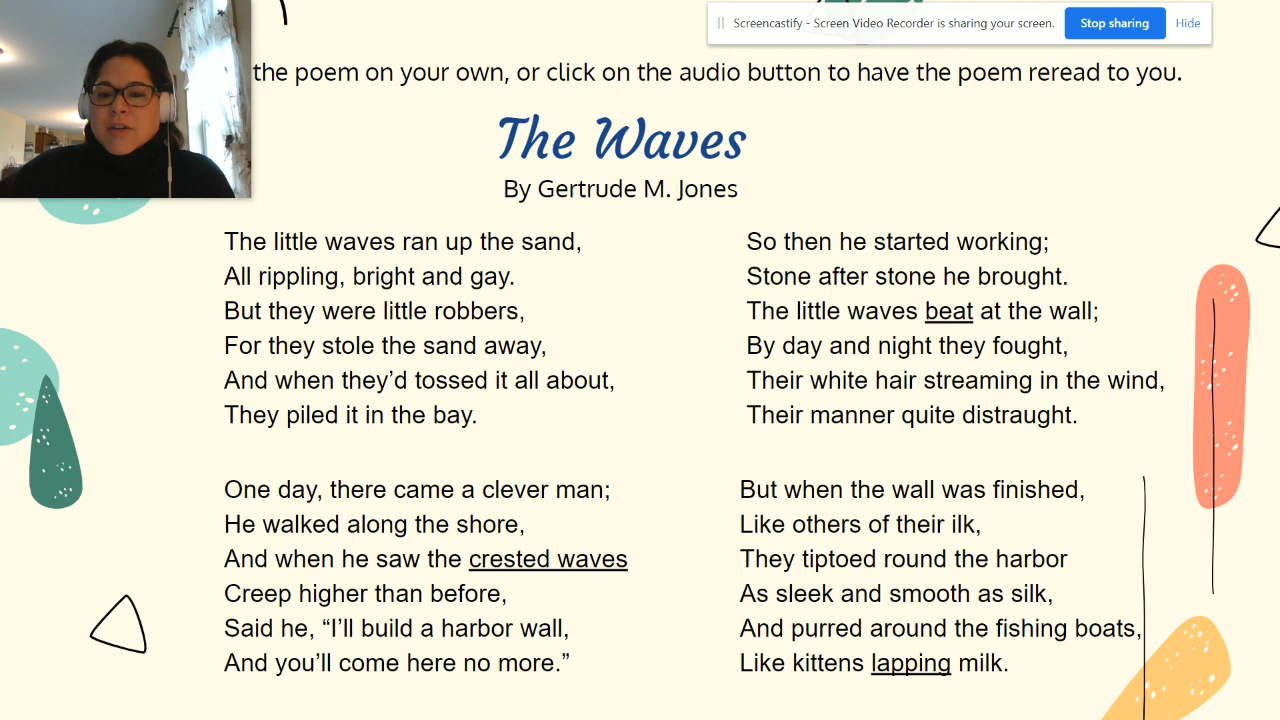 Screencastify - Screen Video Recorder is sharing your screen.
Stop sharing
Hide
the poem on your own, or click on the audio button to have the poem reread to you.
The Waves
By Gertrude M. Jones
The little waves ran up the sand,
All rippling, bright and gay.
But they were little robbers,
For they stole the sand away,
And when they’d tossed it all about,
They piled it in the bay.
One day, there came a clever man;
He walked along the shore,
And when he saw the crested waves
Creep higher than before,
Said he, “I’ll build a harbor wall,
And you’ll come here no more.”
So then he started working;
Stone after stone he brought.
The little waves beat at the wall;
By day and night they fought,
Their white hair streaming in the wind,
Their manner quite distraught.
But when the wall was finished,
Like others of their ilk,
They tiptoed round the harbor
As sleek and smooth as silk,
And purred around the fishing boats,
Like kittens lapping milk.